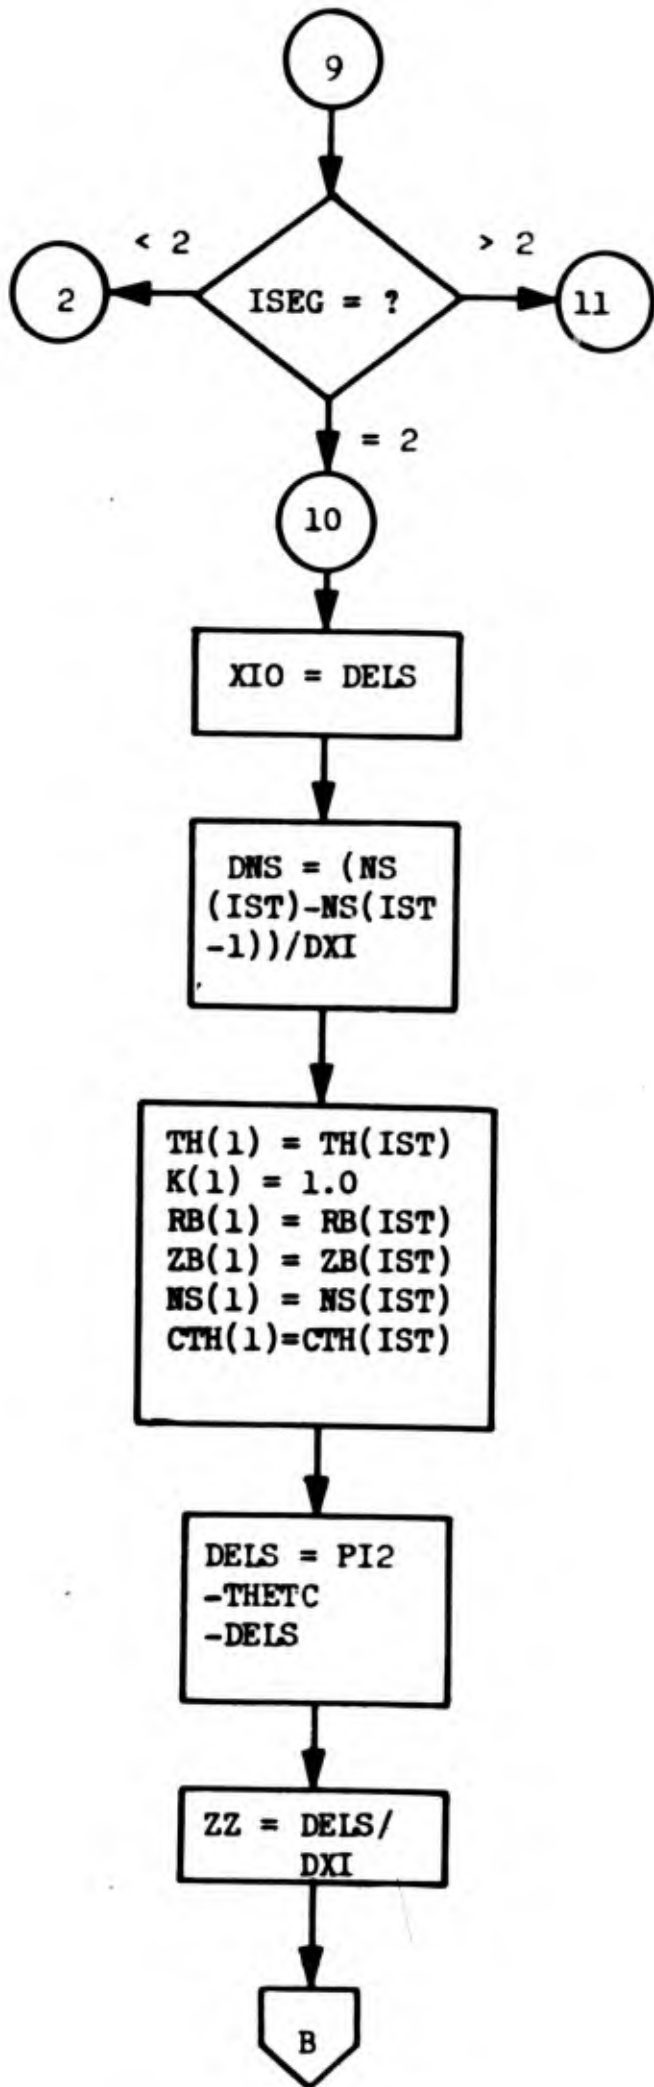 9
< 2
> 2
2
ISEG = ?
11
= 2
10
XIO = DELS
DNS = (NS
(IST)-NS(IST
-1))/DXI
TH(1) = TH(IST)
K(1) = 1.0
RB(1) = RB(IST)
ZB(1) = ZB(IST)
NS(1) = NS(IST)
CTH(1)=CTH(IST)
DELS = PI2
-THETC
-DELS
ZZ = DELS/
DXI
B